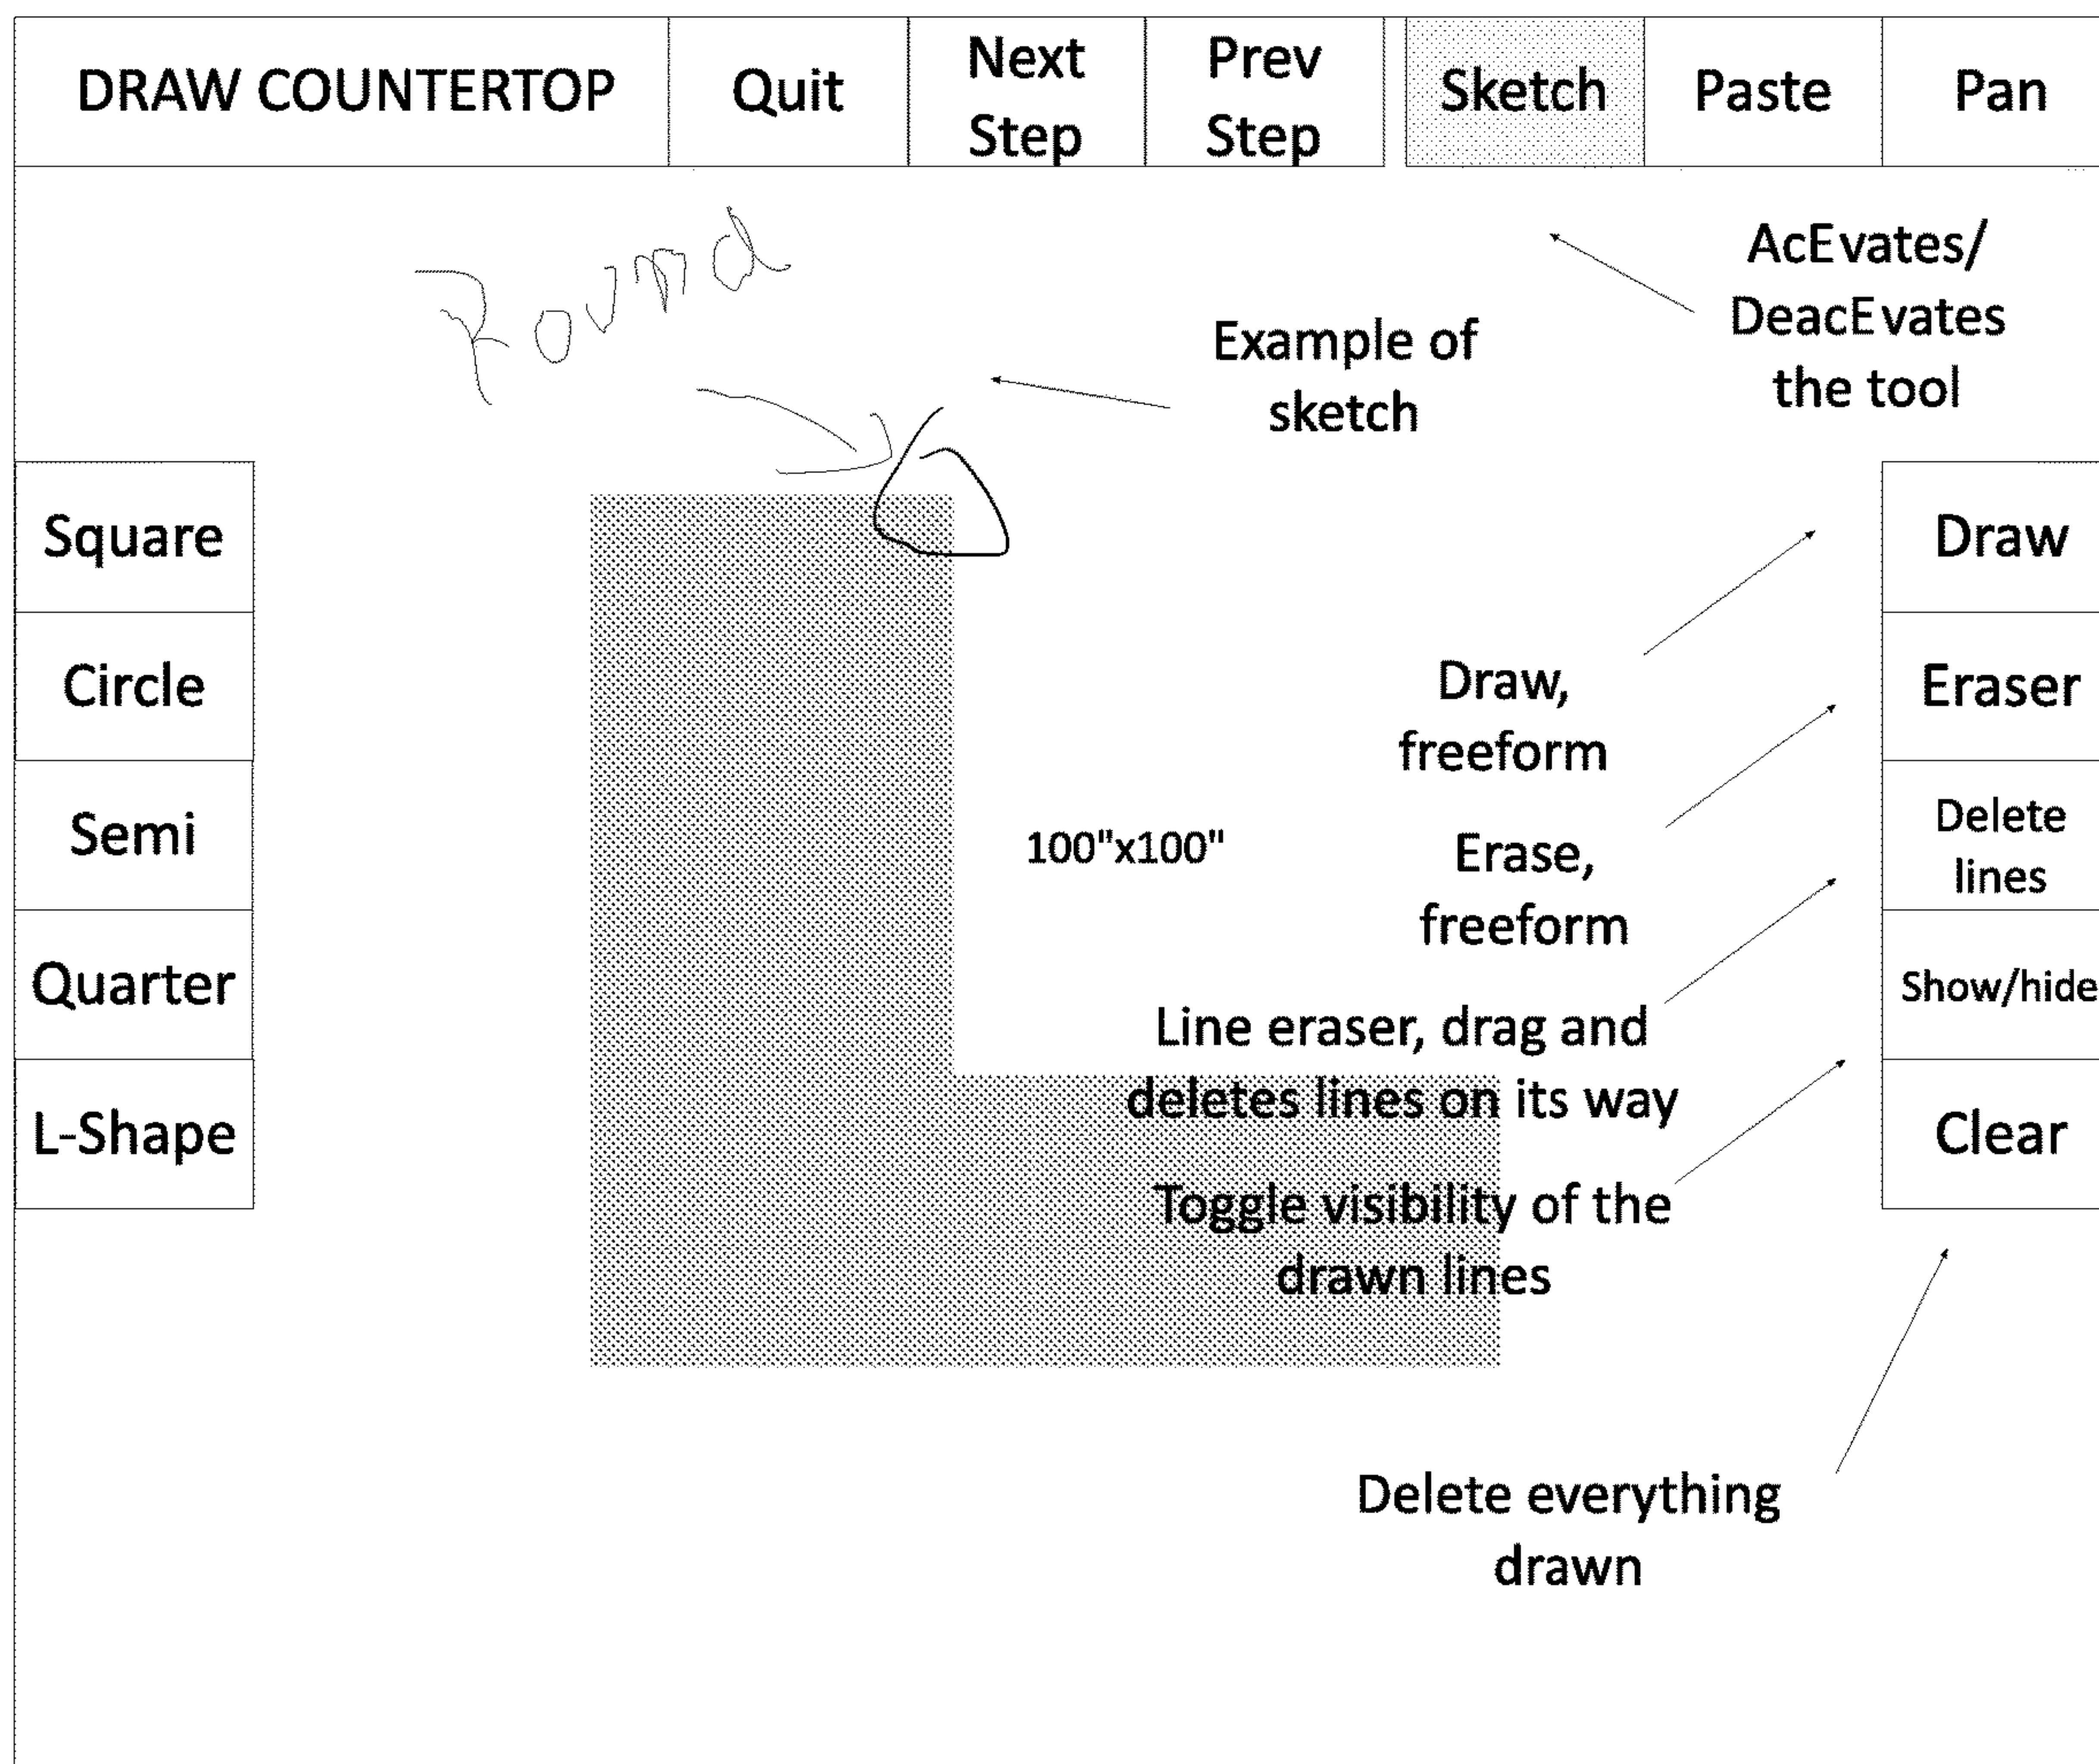 DRAW COUNTERTOP
Quit
Next
Step
Prev
Step
Sketch
Paste
Pan
Round
AcEvates/
DeacEvates
the tool
Example of
sketch
Square
Circle
Semi
Quarter
L-Shape
100"x100"
Draw,
freeform
Erase,
freeform
Line eraser, drag and
deletes lines on its way
Toggle visibility of the
drawn lines
Delete everything
drawn
Draw
Eraser
Delete
lines
Show/hide
Clear